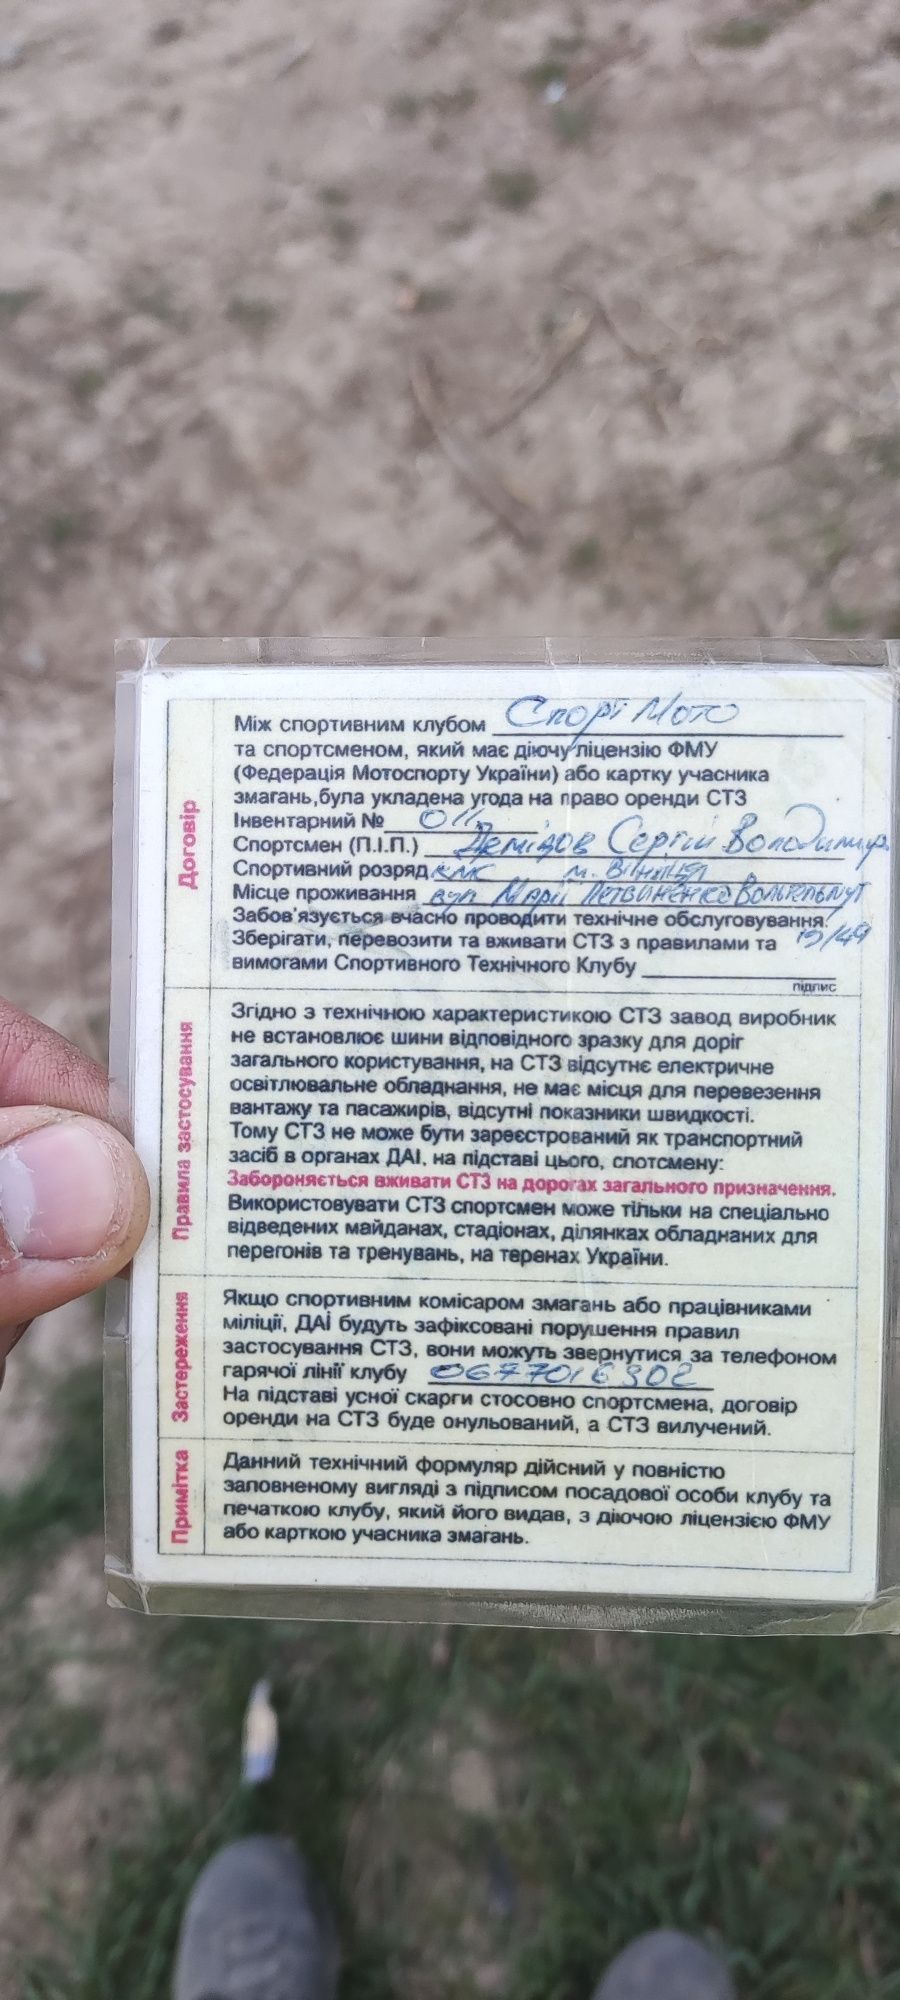 Договір
Між спортивним клубом Спорт Мото
та спортсменом, який має діючу ліцензію ФМУ
(Федерація Мотоспорту України) або картку учасника
змагань,була укладена угода на право оренди СТЗ
Інвентарний № 011
Спортсмен (П.І.П.) Демідов Сергій Володимир.
Спортивний розряд кмс м. Вінниця
Місце проживання вул Марії Литвиненко Вольгельмут
Забов'язується вчасно проводити технічне обслуговування.
Зберігати, перевозити та вживати СТЗ з правилами та /49
вимогами Спортивного Технічного Клубу
підпис
Правила застосування
Згідно з технічною характеристикою СТЗ завод виробник
не встановлює шини відповідного зразку для доріг
загального користування, на СТЗ відсутнє електричне
освітлювальне обладнання, не має місця для перевезення
вантажу та пасажирів, відсутні показники швидкості.
Тому СТЗ не може бути зареєстрований як транспортний
засіб в органах ДАІ, на підставі цього, спотсмену:
Забороняється вживати СТЗ на дорогах загального призначення.
Використовувати СТЗ спортсмен може тільки на спеціально
відведених майданах, стадіонах, ділянках обладнаних для
перегонів та тренувань, на теренах України.
Застереження
Якщо спортивним комісаром змагань або працівниками
міліції, ДАІ будуть зафіксовані порушення правил
застосування СТЗ, вони можуть звернутися за телефоном
гарячої лінії клубу 0677016302
На підставі усної скарги стосовно спортсмена, договір
оренди на СТЗ буде онульований, а СТЗ вилучений.
Примітка
Данний технічний формуляр дійсний у повністю
заповненому вигляді з підписом посадової особи клубу та
печаткою клубу, який його видав, з діючою ліцензією ФМУ
або карткою учасника змагань.